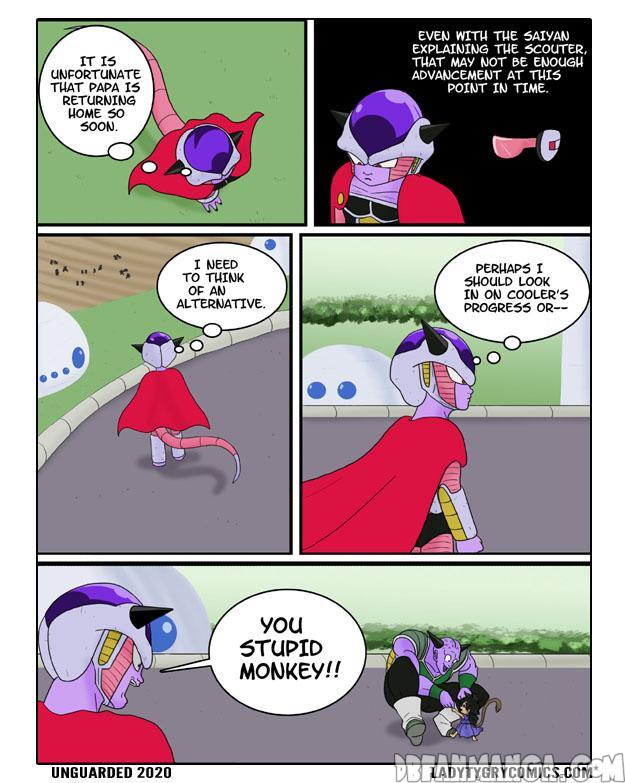 IT IS
UNFORTUNATE
THAT PAPA IS
RETURNING
HOME SO
SOON.
EVEN WITH THE SAIYAN
EXPLAINING THE SCOUTER,
THAT MAY NOT BE ENOUGH
ADVANCEMENT AT THIS
POINT IN TIME.
I NEED
TO THINK
OF AN
ALTERNATIVE.
PERHAPS I
SHOULD LOOK
IN ON COOLER'S
PROGRESS OR--
YOU
STUPID
MONKEY!!
UNGUARDED 2020
LADYTYGRYCOMICS.COM
DBFANMANGA.COM